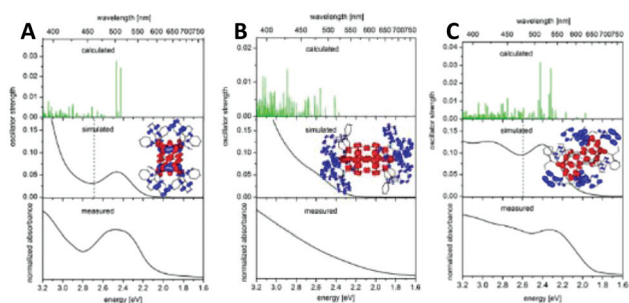 A
wavelength [nm]
400 450 500 550 600 650 700 750
calculated
oscillator strength
0.03
0.02
0.01
0.00
simulated
0.15
0.10
0.05
0.00
measured
normalized absorbance
3.2 3.0 2.8 2.6 2.4 2.2 2.0 1.8 1.6
energy [eV]
B
wavelength [nm]
400 450 500 550 600 650 700 750
calculated
oscillator strength
0.03
0.02
0.01
0.00
simulated
0.15
0.10
0.05
0.00
measured
normalized absorbance
3.2 3.0 2.8 2.6 2.4 2.2 2.0 1.8 1.6
energy [eV]
C
wavelength [nm]
400 450 500 550 600 650 700 750
calculated
oscillator strength
0.04
0.03
0.02
0.01
0.00
simulated
0.15
0.10
0.05
0.00
measured
normalized absorbance
3.2 3.0 2.8 2.6 2.4 2.2 2.0 1.8 1.6
energy [eV]